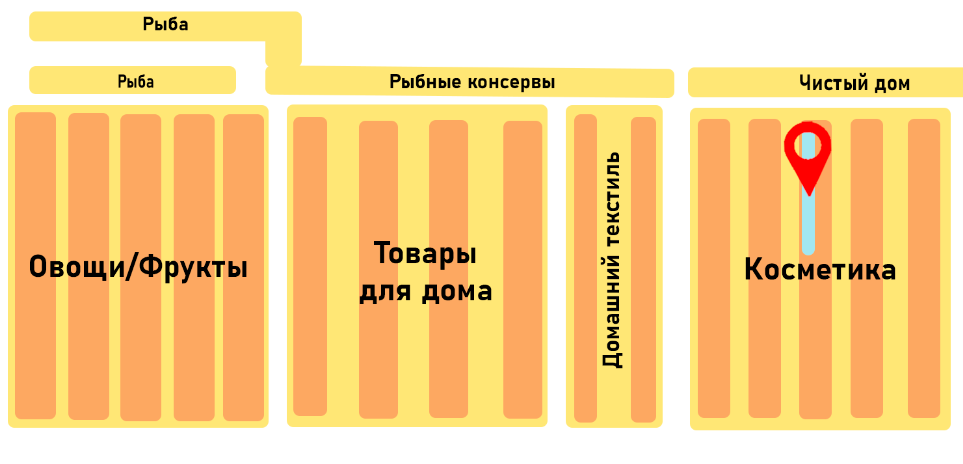 Рыба
Рыба
Рыбные консервы
Чистый дом
Овощи/Фрукты
Товары
для дома
Домашний текстиль
Косметика